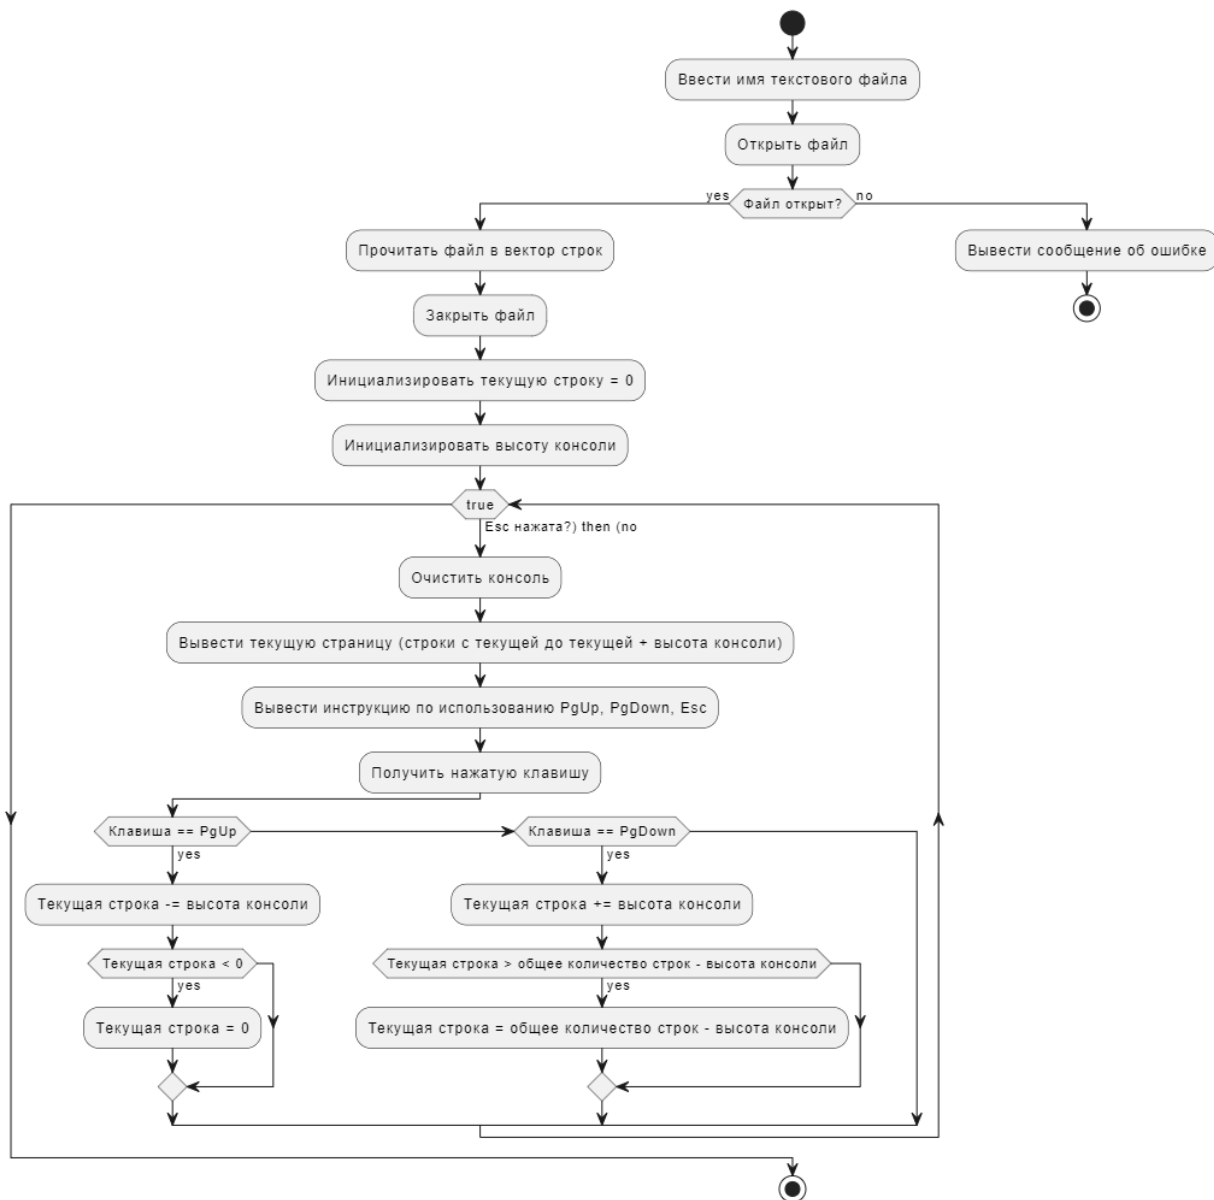 Ввести имя текстового файла
Открыть файл
yes
Файл открыт?
no
Прочитать файл в вектор строк
Вывести сообщение об ошибке
Закрыть файл
Инициализировать текущую строку = 0
Инициализировать высоту консоли
true
Esc нажата?) then (no
Очистить консоль
Вывести текущую страницу (строки с текущей до текущей + высота консоли)
Вывести инструкцию по использованию PgUp, PgDown, Esc
Получить нажатую клавишу
Клавиша == PgUp
Клавиша == PgDown
yes
yes
Текущая строка -= высота консоли
Текущая строка += высота консоли
Текущая строка < 0
Текущая строка > общее количество строк - высота консоли
yes
yes
Текущая строка = 0
Текущая строка = общее количество строк - высота консоли